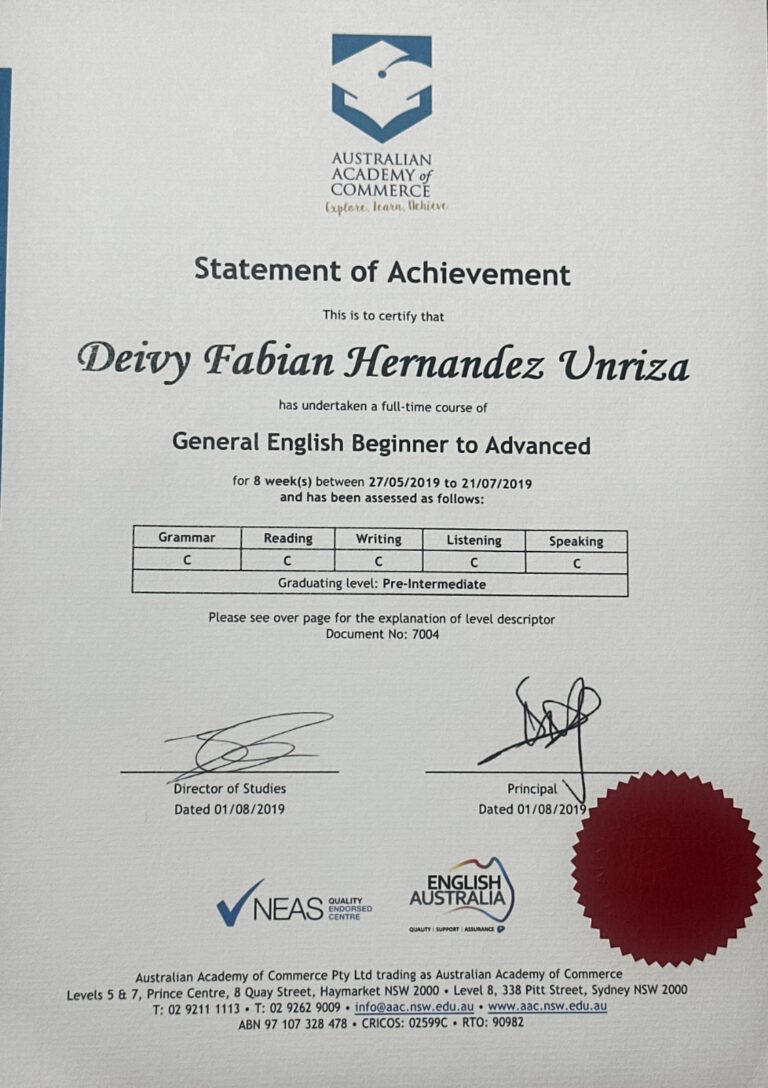 AUSTRALIAN
ACADEMY of
COMMERCE
Explore. Learn. Achieve
Statement of Achievement
This is to certify that
Deivy Fabian Hernandez Unriza
has undertaken a full-time course of
General English Beginner to Advanced
for 8 week(s) between 27/05/2019 to 21/07/2019
and has been assessed as follows:
Grammar Reading Writing Listening Speaking
C C C C C
Graduating level: Pre-Intermediate
Please see over page for the explanation of level descriptor
Document No: 7004
Director of Studies Principal
Dated 01/08/2019 Dated 01/08/2019
NEAS QUALITY ENDORSED CENTRE
ENGLISH
AUSTRALIA
QUALITY | SUPPORT | ASSURANCE
Australian Academy of Commerce Pty Ltd trading as Australian Academy of Commerce
Levels 5 & 7, Prince Centre, 8 Quay Street, Haymarket NSW 2000 • Level 8, 338 Pitt Street, Sydney NSW 2000
T: 02 9211 1113 • T: 02 9262 9009 • info@aac.nsw.edu.au • www.aac.nsw.edu.au
ABN 97 107 328 478 • CRICOS: 02599C • RTO: 90982